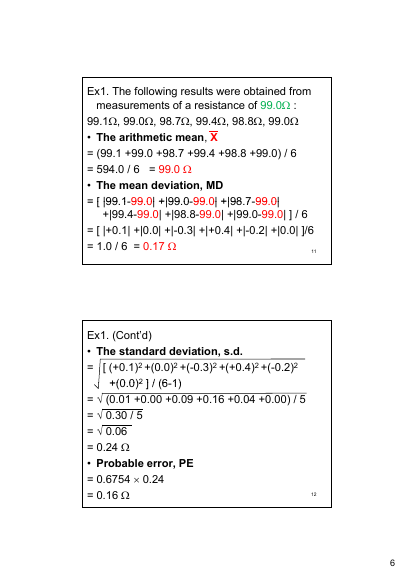 Ex1. The following results were obtained from
measurements of a resistance of 99.0Ω :
99.1Ω, 99.0Ω, 98.7Ω, 99.4Ω, 98.8Ω, 99.0Ω
• The arithmetic mean, X̅
= (99.1 +99.0 +98.7 +99.4 +98.8 +99.0) / 6
= 594.0 / 6 = 99.0 Ω
• The mean deviation, MD
= [ |99.1-99.0| +|99.0-99.0| +|98.7-99.0|
+|99.4-99.0| +|98.8-99.0| +|99.0-99.0| ] / 6
= [ |+0.1| +|0.0| +|-0.3| +|+0.4| +|-0.2| +|0.0| ]/6
= 1.0 / 6 = 0.17 Ω
11
Ex1. (Cont'd)
• The standard deviation, s.d.
= √ [ (+0.1)² +(0.0)² +(-0.3)² +(+0.4)² +(-0.2)²
+(0.0)² ] / (6-1)
= √ (0.01 +0.00 +0.09 +0.16 +0.04 +0.00) / 5
= √ 0.30 / 5
= √ 0.06
= 0.24 Ω
• Probable error, PE
= 0.6754 × 0.24
= 0.16 Ω
12
6